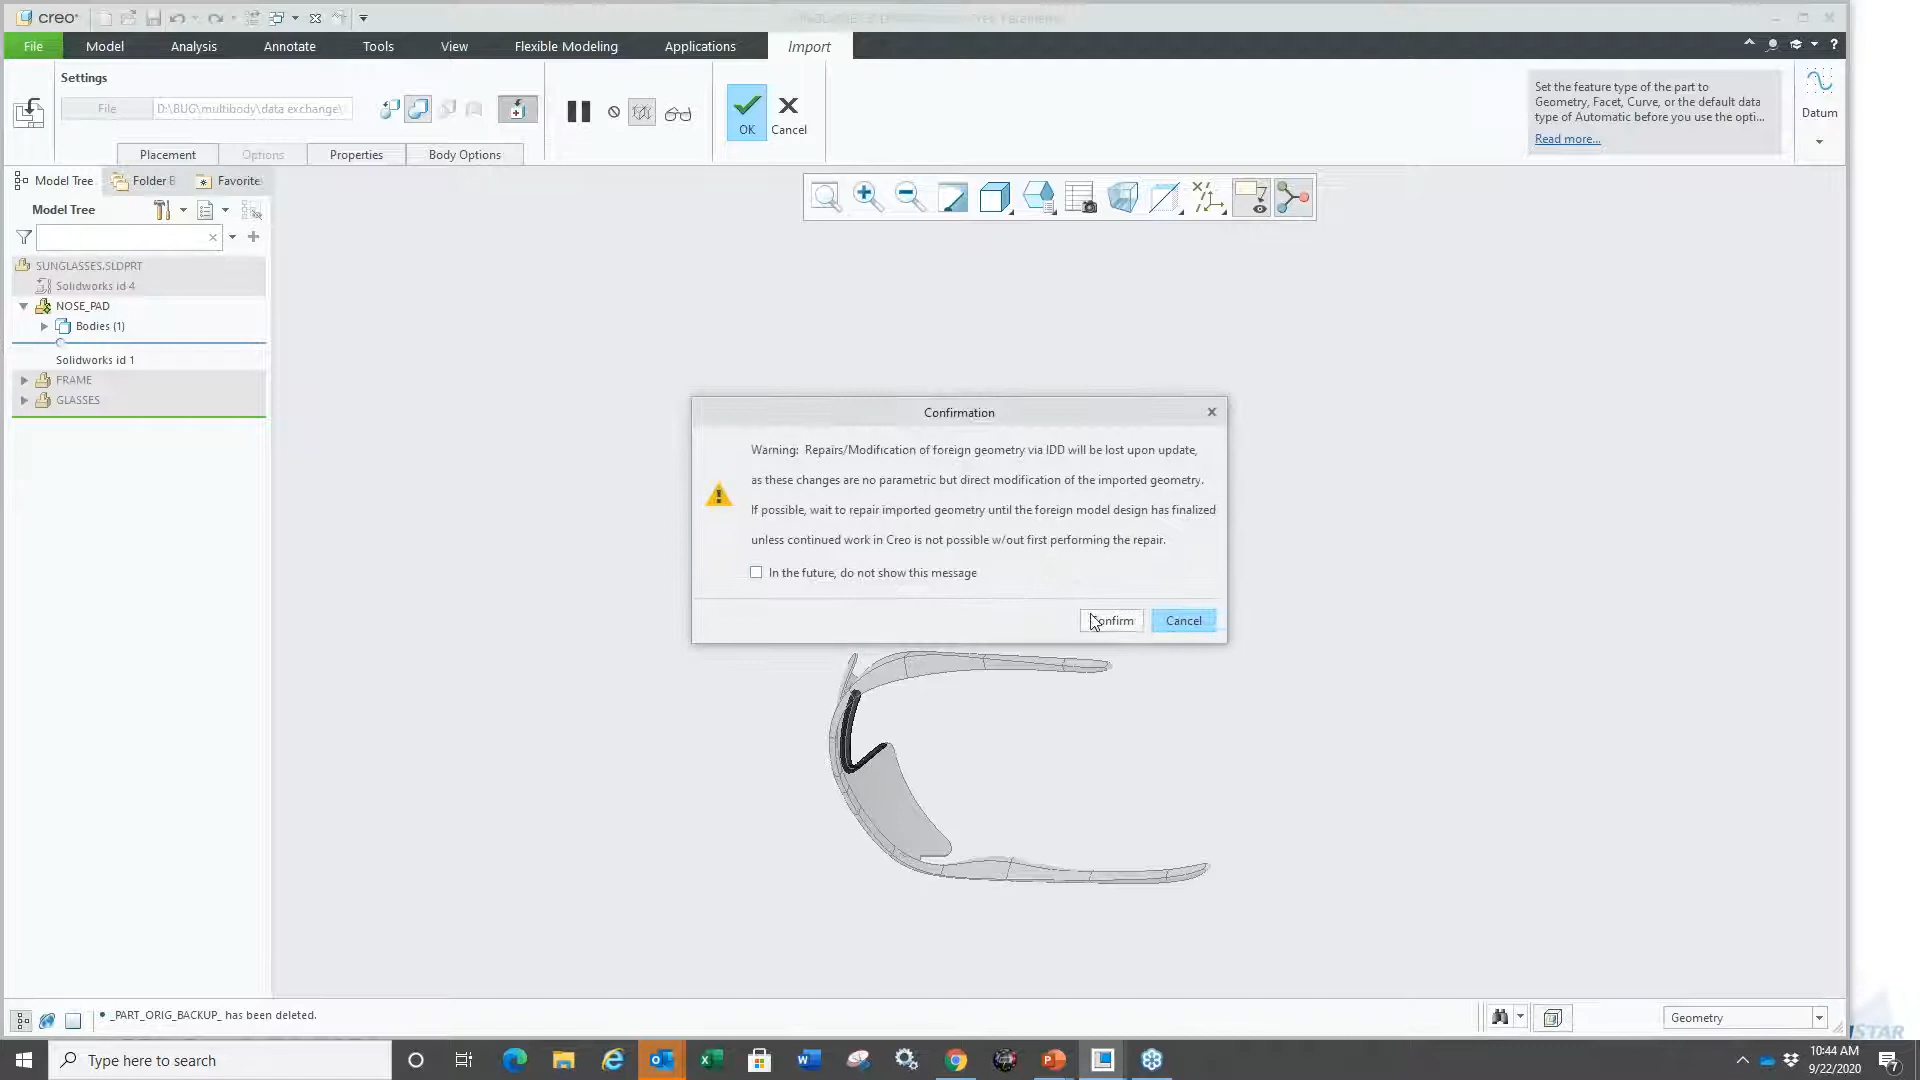 creo
File
Model
Analysis
Annotate
Tools
View
Flexible Modeling
Applications
Import
Settings
File D:\BUG\multibody\data exchange\
OK
Cancel
Placement
Options
Properties
Body Options
Set the feature type of the part to
Geometry, Facet, Curve, or the default data
type of Automatic before you use the opti...
Read more...
Datum
Model Tree
Folder B
Favorite
Model Tree
SUNGLASSES.SLDPRT
Solidworks id 4
NOSE_PAD
Bodies (1)
Solidworks id 1
FRAME
GLASSES
Confirmation
Warning: Repairs/Modification of foreign geometry via IDD will be lost upon update,
as these changes are no parametric but direct modification of the imported geometry.
If possible, wait to repair imported geometry until the foreign model design has finalized
unless continued work in Creo is not possible w/out first performing the repair.
In the future, do not show this message
Confirm
Cancel
_PART_ORIG_BACKUP_ has been deleted.
Geometry
Type here to search
10:44 AM
9/22/2020
7